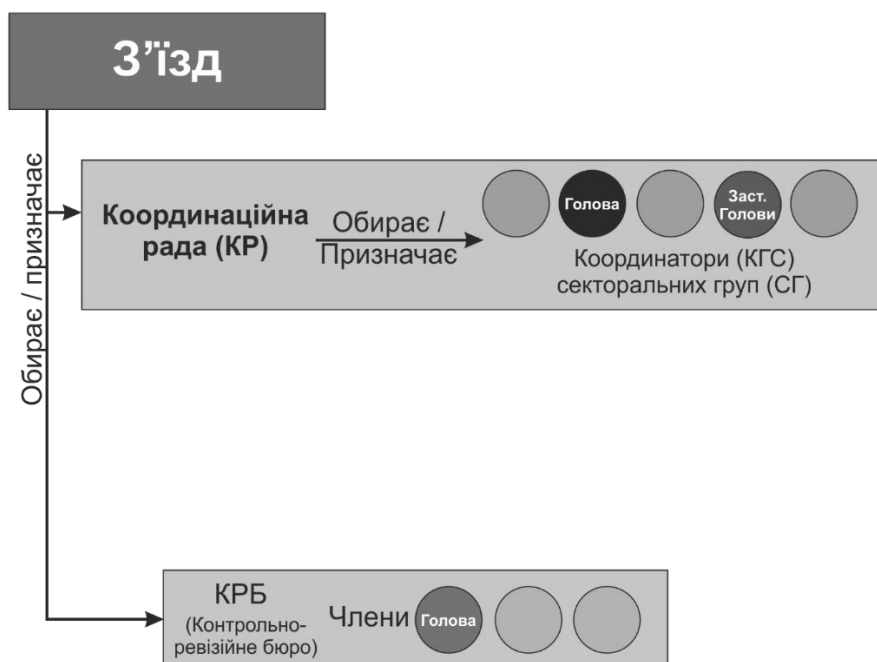 З’їзд
Обирає / призначає
Координаційна
рада (КР)
Обирає /
Призначає
Голова
Заст.
Голови
Координатори (КГС)
секторальних груп (СГ)
КРБ
(Контрольно-
ревізійне бюро)
Члени
Голова